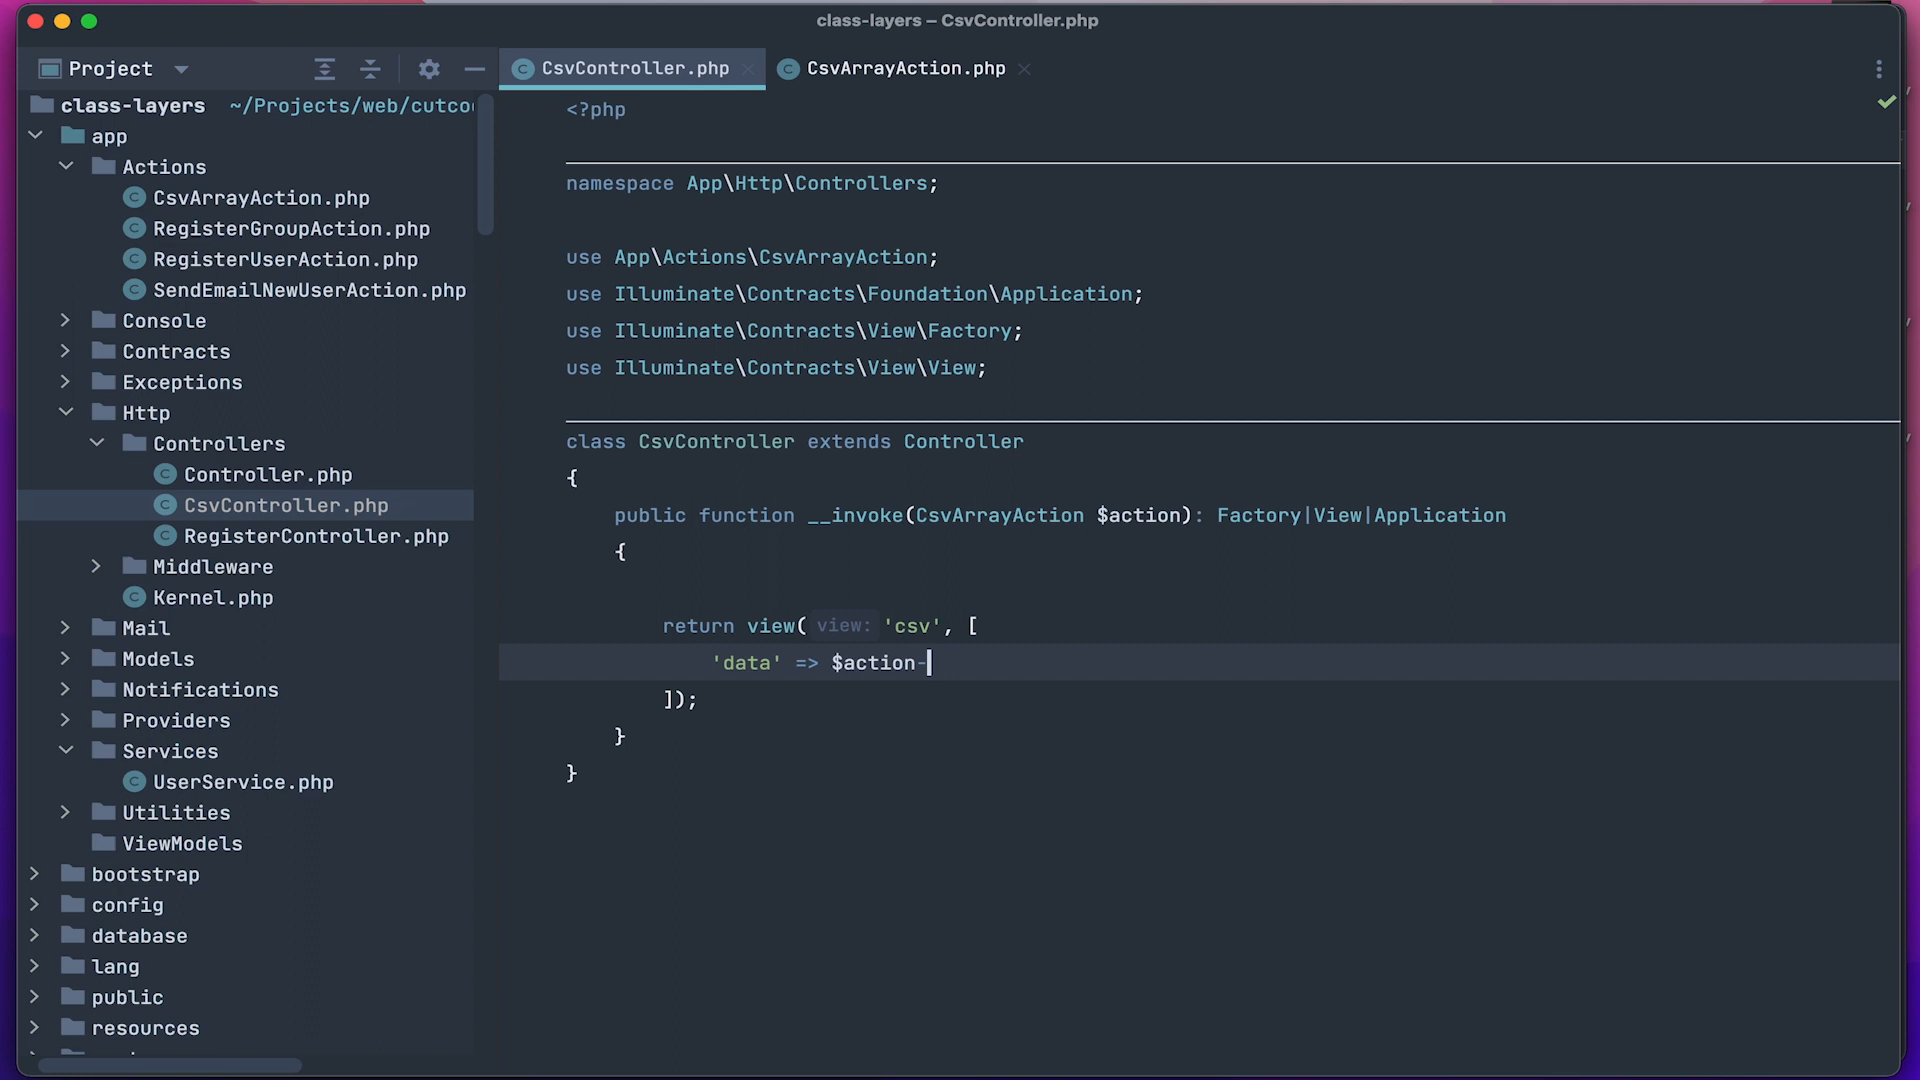 class-layers – CsvController.php
Project
CsvController.php
CsvArrayAction.php
class-layers ~/Projects/web/cutco
app
Actions
CsvArrayAction.php
RegisterGroupAction.php
RegisterUserAction.php
SendEmailNewUserAction.php
Console
Contracts
Exceptions
Http
Controllers
Controller.php
CsvController.php
RegisterController.php
Middleware
Kernel.php
Mail
Models
Notifications
Providers
Services
UserService.php
Utilities
ViewModels
bootstrap
config
database
lang
public
resources
<?php
namespace App\Http\Controllers;
use App\Actions\CsvArrayAction;
use Illuminate\Contracts\Foundation\Application;
use Illuminate\Contracts\View\Factory;
use Illuminate\Contracts\View\View;
class CsvController extends Controller
{
public function __invoke(CsvArrayAction $action): Factory|View|Application
{
return view( view: 'csv', [
'data' => $action-
]);
}
}